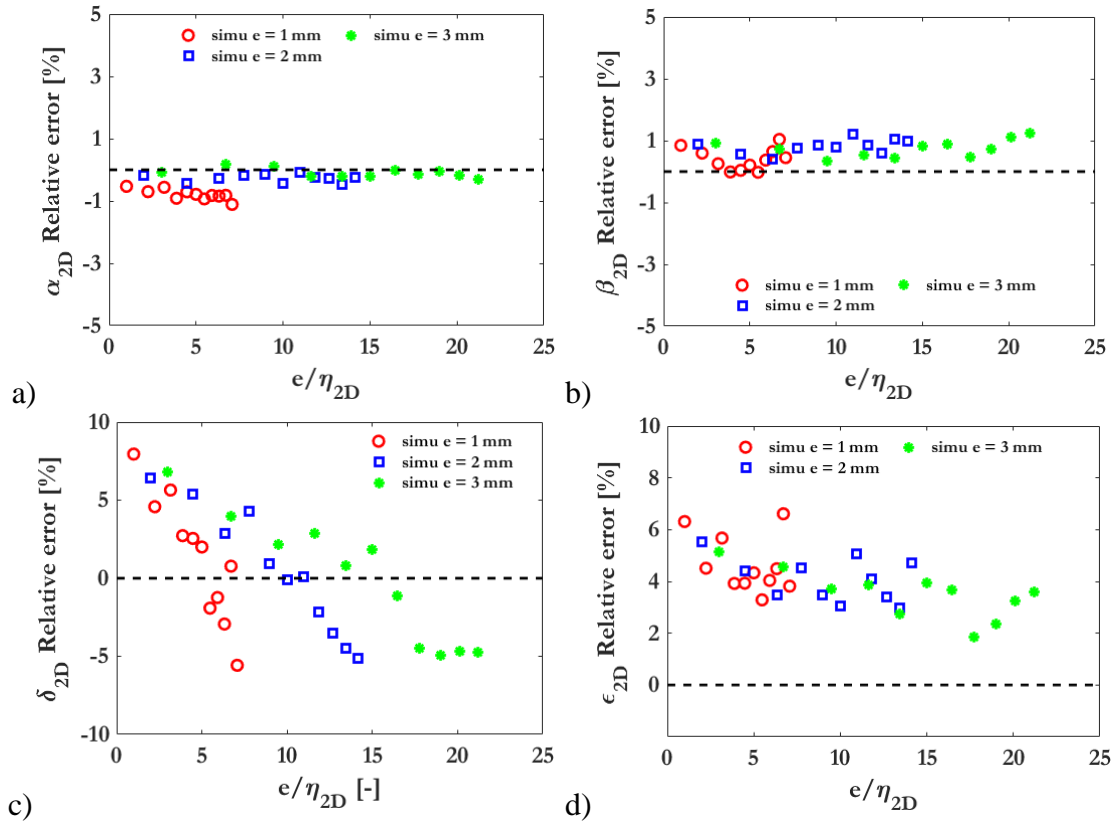 5
3
1
-1
-3
-5
α2D Relative error [%]
simu e = 1 mm
simu e = 3 mm
simu e = 2 mm
0 5 10 15 20 25
e/η2D
a)
5
3
1
-1
-3
-5
β2D Relative error [%]
simu e = 1 mm
simu e = 3 mm
simu e = 2 mm
0 5 10 15 20 25
e/η2D
b)
10
5
0
-5
-10
δ2D Relative error [%]
simu e = 1 mm
simu e = 2 mm
simu e = 3 mm
0 5 10 15 20 25
e/η2D [-]
c)
10
8
6
4
2
0
ϵ2D Relative error [%]
simu e = 1 mm
simu e = 3 mm
simu e = 2 mm
0 5 10 15 20 25
e/η2D
d)